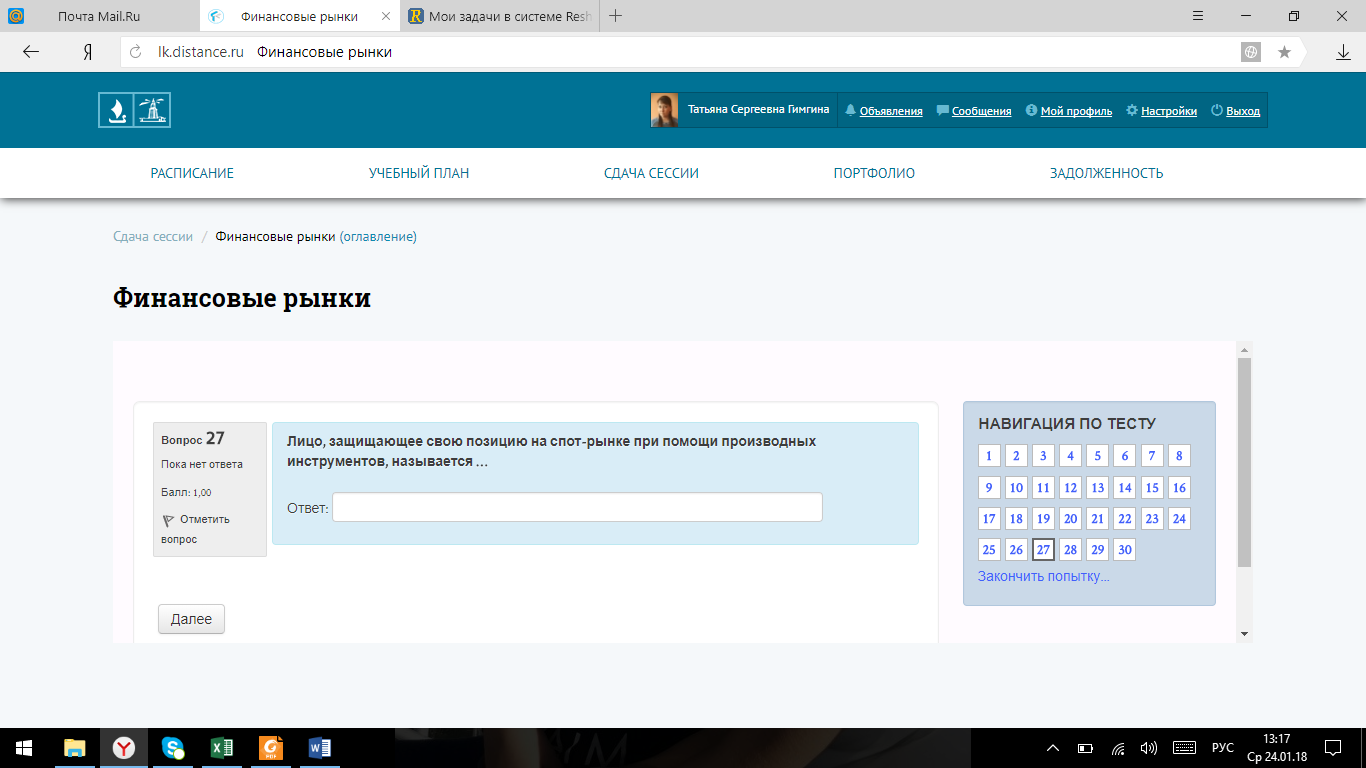 Почта Mail.Ru
Финансовые рынки
Мои задачи в системе Resh
Я
lk.distance.ru Финансовые рынки
Татьяна Сергеевна Гимгина
Объявления
Сообщения
Мой профиль
Настройки
Выход
РАСПИСАНИЕ
УЧЕБНЫЙ ПЛАН
СДАЧА СЕССИИ
ПОРТФОЛИО
ЗАДОЛЖЕННОСТЬ
Сдача сессии / Финансовые рынки (оглавление)
Финансовые рынки
Вопрос 27
Пока нет ответа
Балл: 1,00
Отметить
вопрос
Лицо, защищающее свою позицию на спот-рынке при помощи производных
инструментов, называется ...
Ответ:
Далее
НАВИГАЦИЯ ПО ТЕСТУ
1 2 3 4 5 6 7 8
9 10 11 12 13 14 15 16
17 18 19 20 21 22 23 24
25 26 27 28 29 30
Закончить попытку...
РУС
13:17
Ср 24.01.18